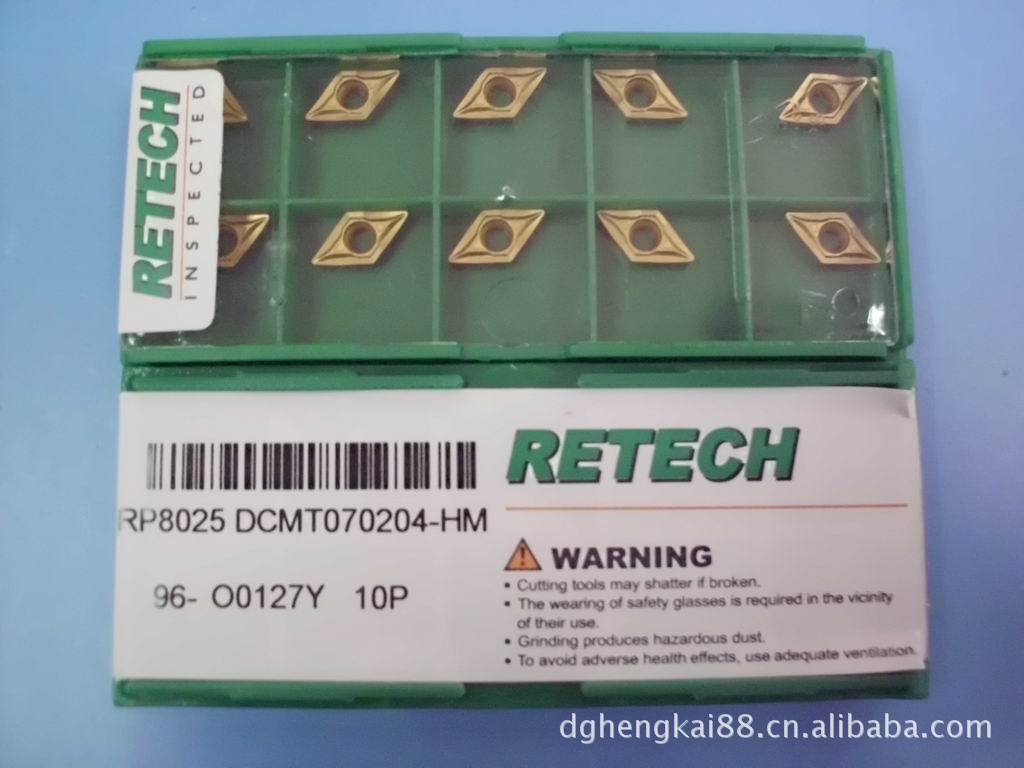 RETECH
INSPECTED
RP8025 DCMT070204-HM
96- O0127Y 10P
RETECH
WARNING
• Cutting tools may shatter if broken.
• The wearing of safety glasses is required in the vicinity
of their use.
• Grinding produces hazardous dust.
• To avoid adverse health effects, use adequate ventilation.
dghengkai88.cn.alibaba.com